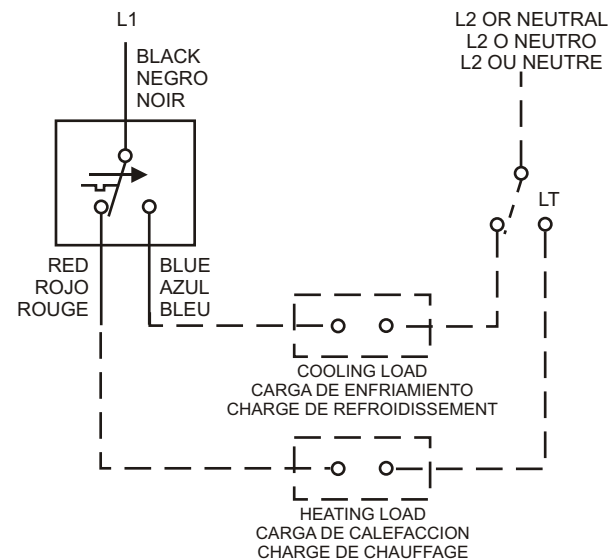 L1
BLACK
NEGRO
NOIR
L2 OR NEUTRAL
L2 O NEUTRO
L2 OU NEUTRE
LT
RED
ROJO
ROUGE
BLUE
AZUL
BLEU
COOLING LOAD
CARGA DE ENFRIAMIENTO
CHARGE DE REFROIDISSEMENT
HEATING LOAD
CARGA DE CALEFACCION
CHARGE DE CHAUFFAGE